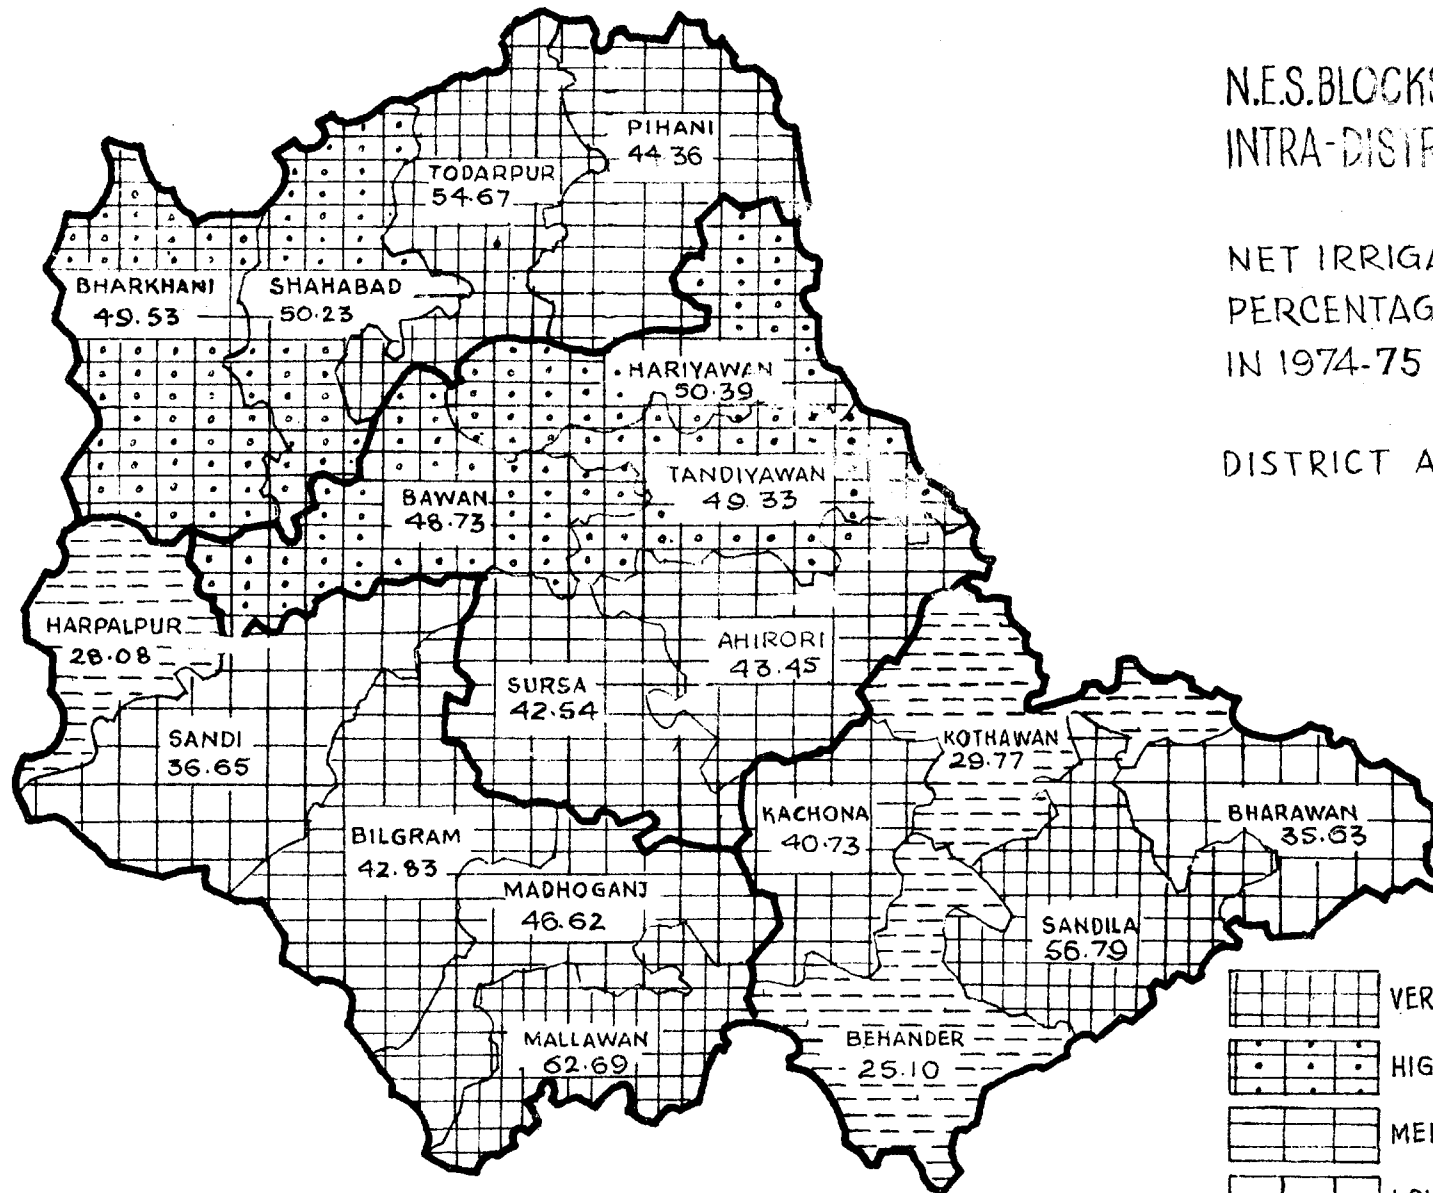 N.E.S.BLOCKS
INTRA-DISTR
NET IRRIGA
PERCENTAG
IN 1974-75
DISTRICT A
PIHANI
44.36
TODARPUR
54.67
BHARKHANI
49.53
SHAHABAD
50.23
HARIYAWAN
50.39
TANDIYAWAN
49.33
BAWAN
48.73
HARPALPUR
28.08
AHIRORI
43.45
SURSA
42.54
SANDI
36.65
KOTHAWAN
29.77
KACHONA
40.73
BHARAWAN
35.63
BILGRAM
42.83
MADHOGANJ
46.62
SANDILA
56.79
MALLAWAN
62.69
BEHANDER
25.10
VER
HIG
MED